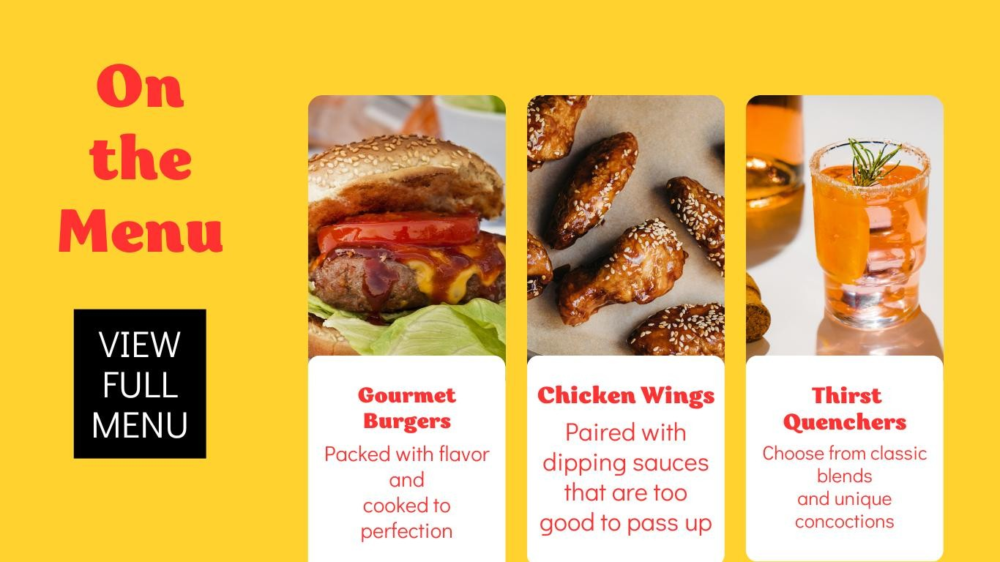 On
the
Menu
VIEW
FULL
MENU
Gourmet
Burgers
Packed with flavor
and
cooked to
perfection
Chicken Wings
Paired with
dipping sauces
that are too
good to pass up
Thirst
Quenchers
Choose from classic
blends
and unique
concoctions